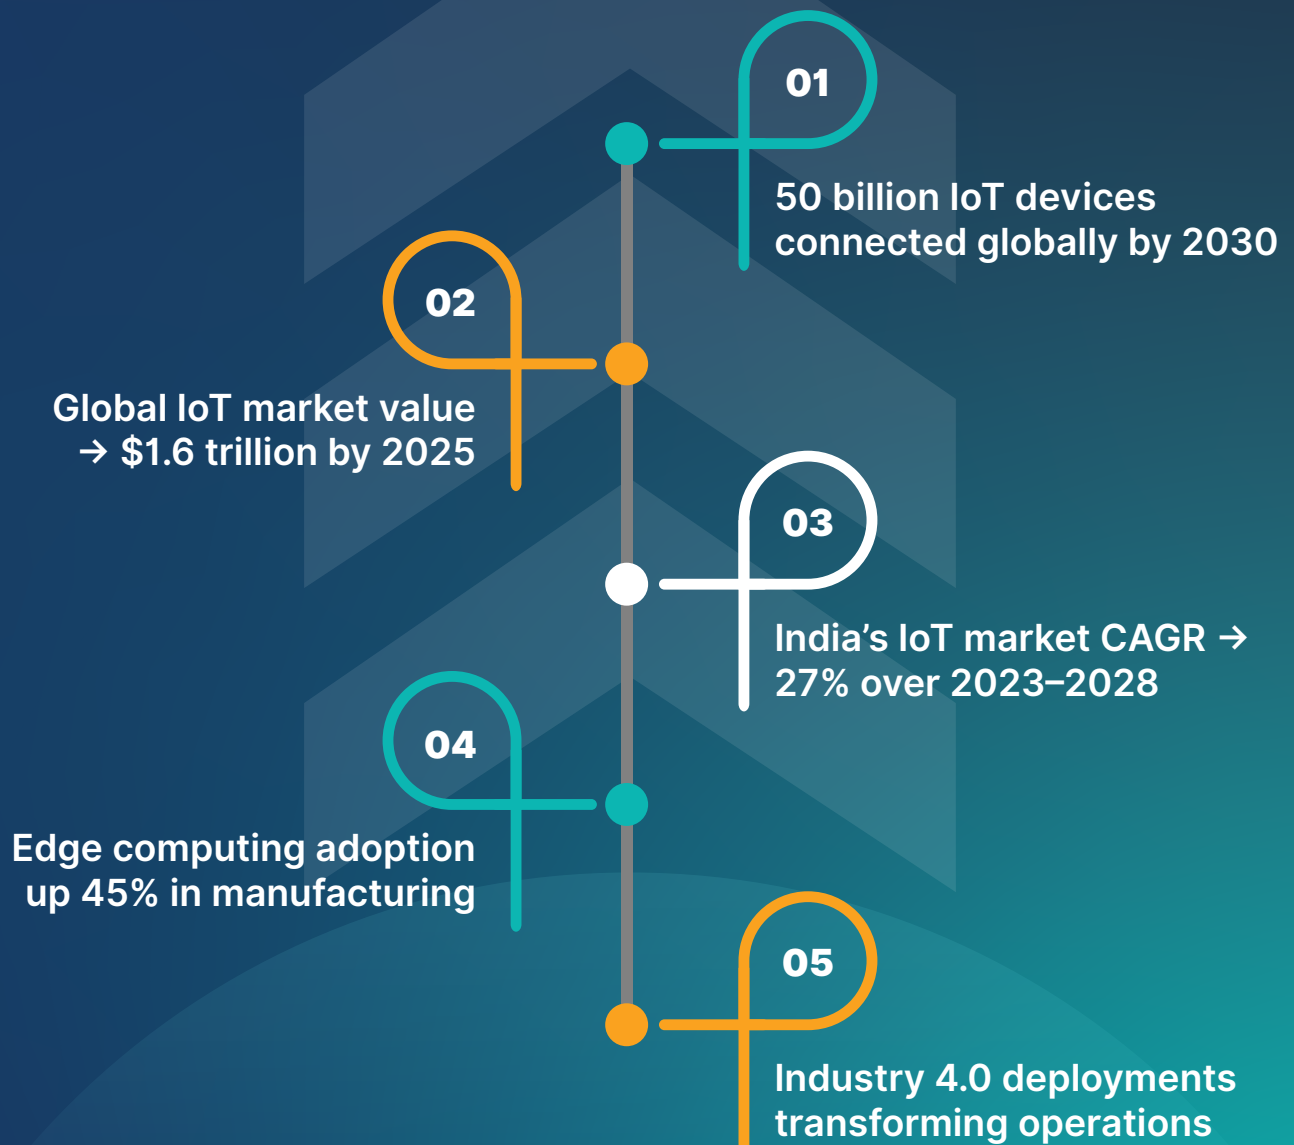 01
50 billion IoT devices
connected globally by 2030
02
Global IoT market value
→ $1.6 trillion by 2025
03
India’s IoT market CAGR →
27% over 2023–2028
04
Edge computing adoption
up 45% in manufacturing
05
Industry 4.0 deployments
transforming operations